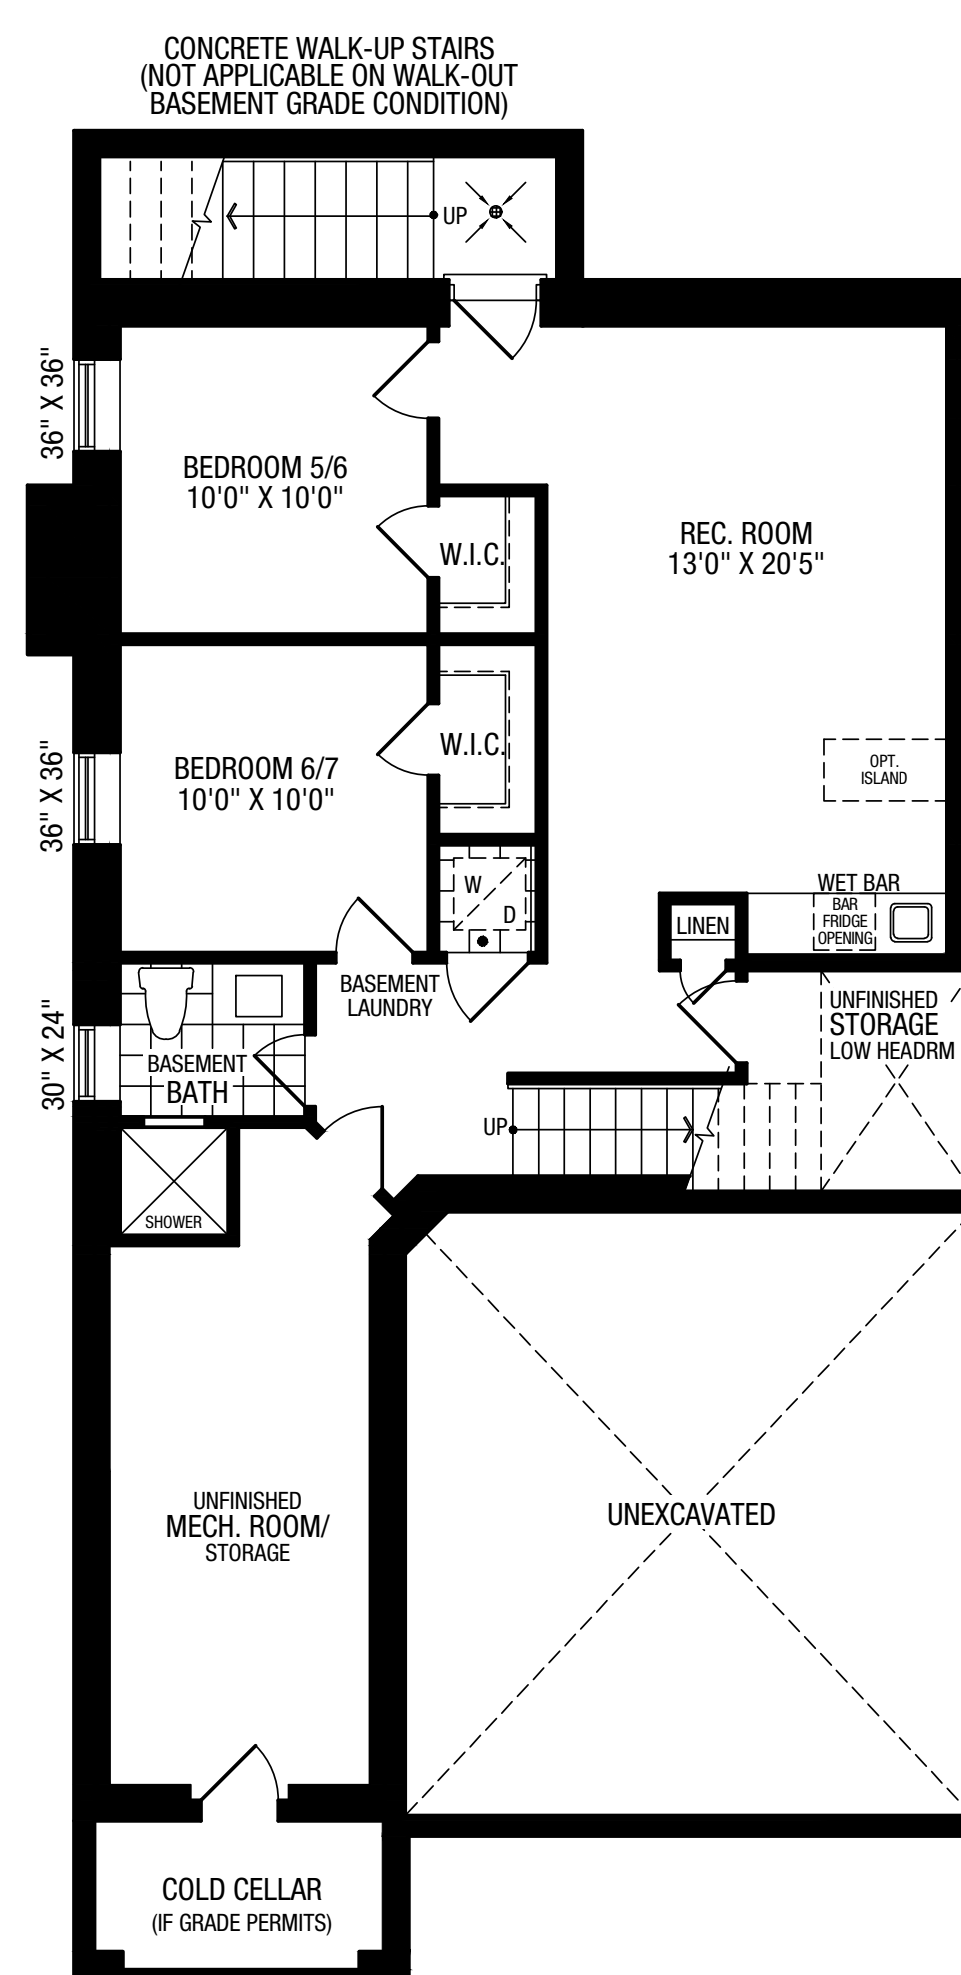 CONCRETE WALK-UP STAIRS
(NOT APPLICABLE ON WALK-OUT
BASEMENT GRADE CONDITION)
UP
36" X 36"
BEDROOM 5/6
10'0" X 10'0"
W.I.C.
REC. ROOM
13'0" X 20'5"
36" X 36"
BEDROOM 6/7
10'0" X 10'0"
W.I.C.
OPT.
ISLAND
W
D
WET BAR
BAR
FRIDGE
OPENING
LINEN
BASEMENT
LAUNDRY
UNFINISHED
STORAGE
LOW HEADRM
30" X 24"
BASEMENT
BATH
UP
SHOWER
UNFINISHED
MECH. ROOM/
STORAGE
UNEXCAVATED
COLD CELLAR
(IF GRADE PERMITS)